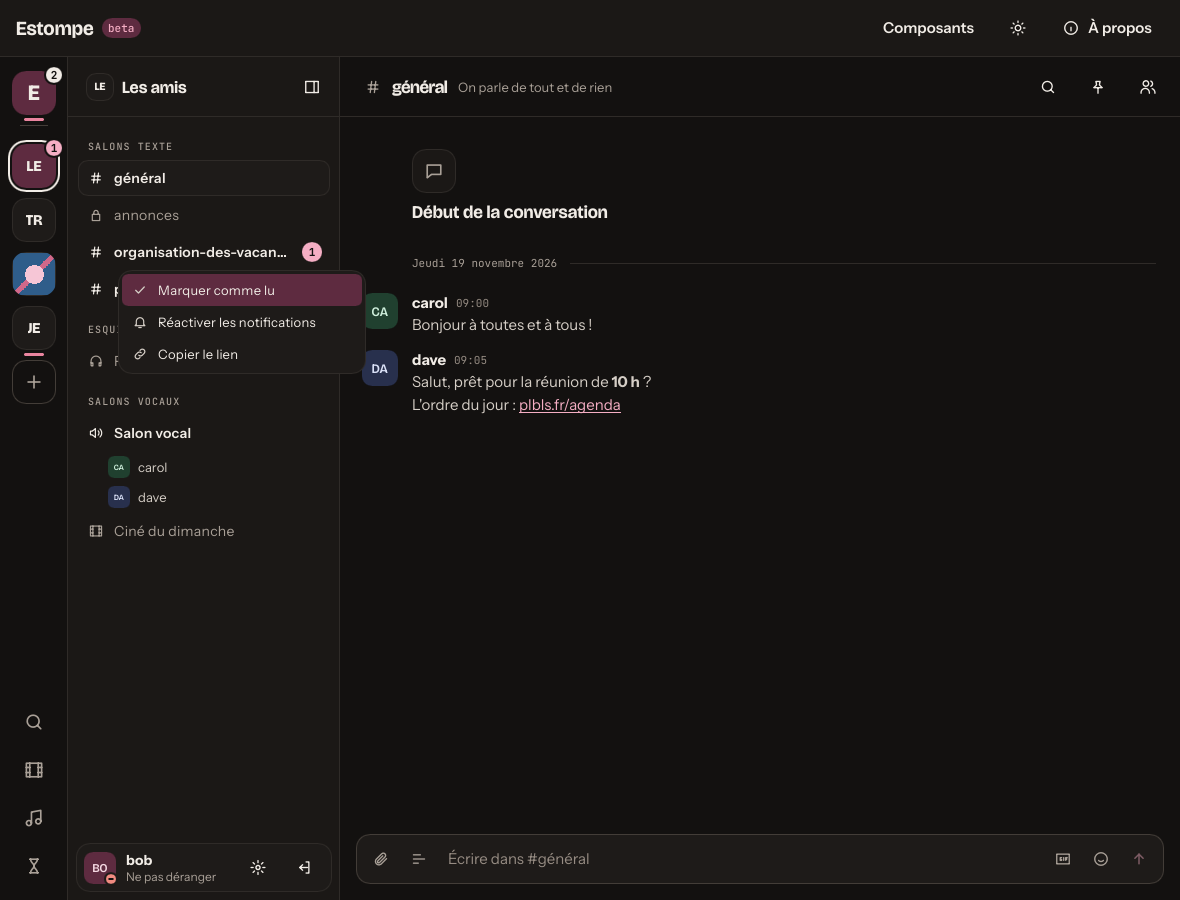 Estompe beta
Composants
À propos
E 2
LE 1
TR
JE
LE Les amis
SALONS TEXTE
# général
annonces
# organisation-des-vacan... 1
#
Marquer comme lu
Réactiver les notifications
Copier le lien
SALONS VOCAUX
Salon vocal
CA carol
DA dave
Ciné du dimanche
BO bob
Ne pas déranger
# général On parle de tout et de rien
Début de la conversation
Jeudi 19 novembre 2026
CA carol 09:00
Bonjour à toutes et à tous !
DA dave 09:05
Salut, prêt pour la réunion de 10 h ?
L'ordre du jour : plbls.fr/agenda
Écrire dans #général
GIF